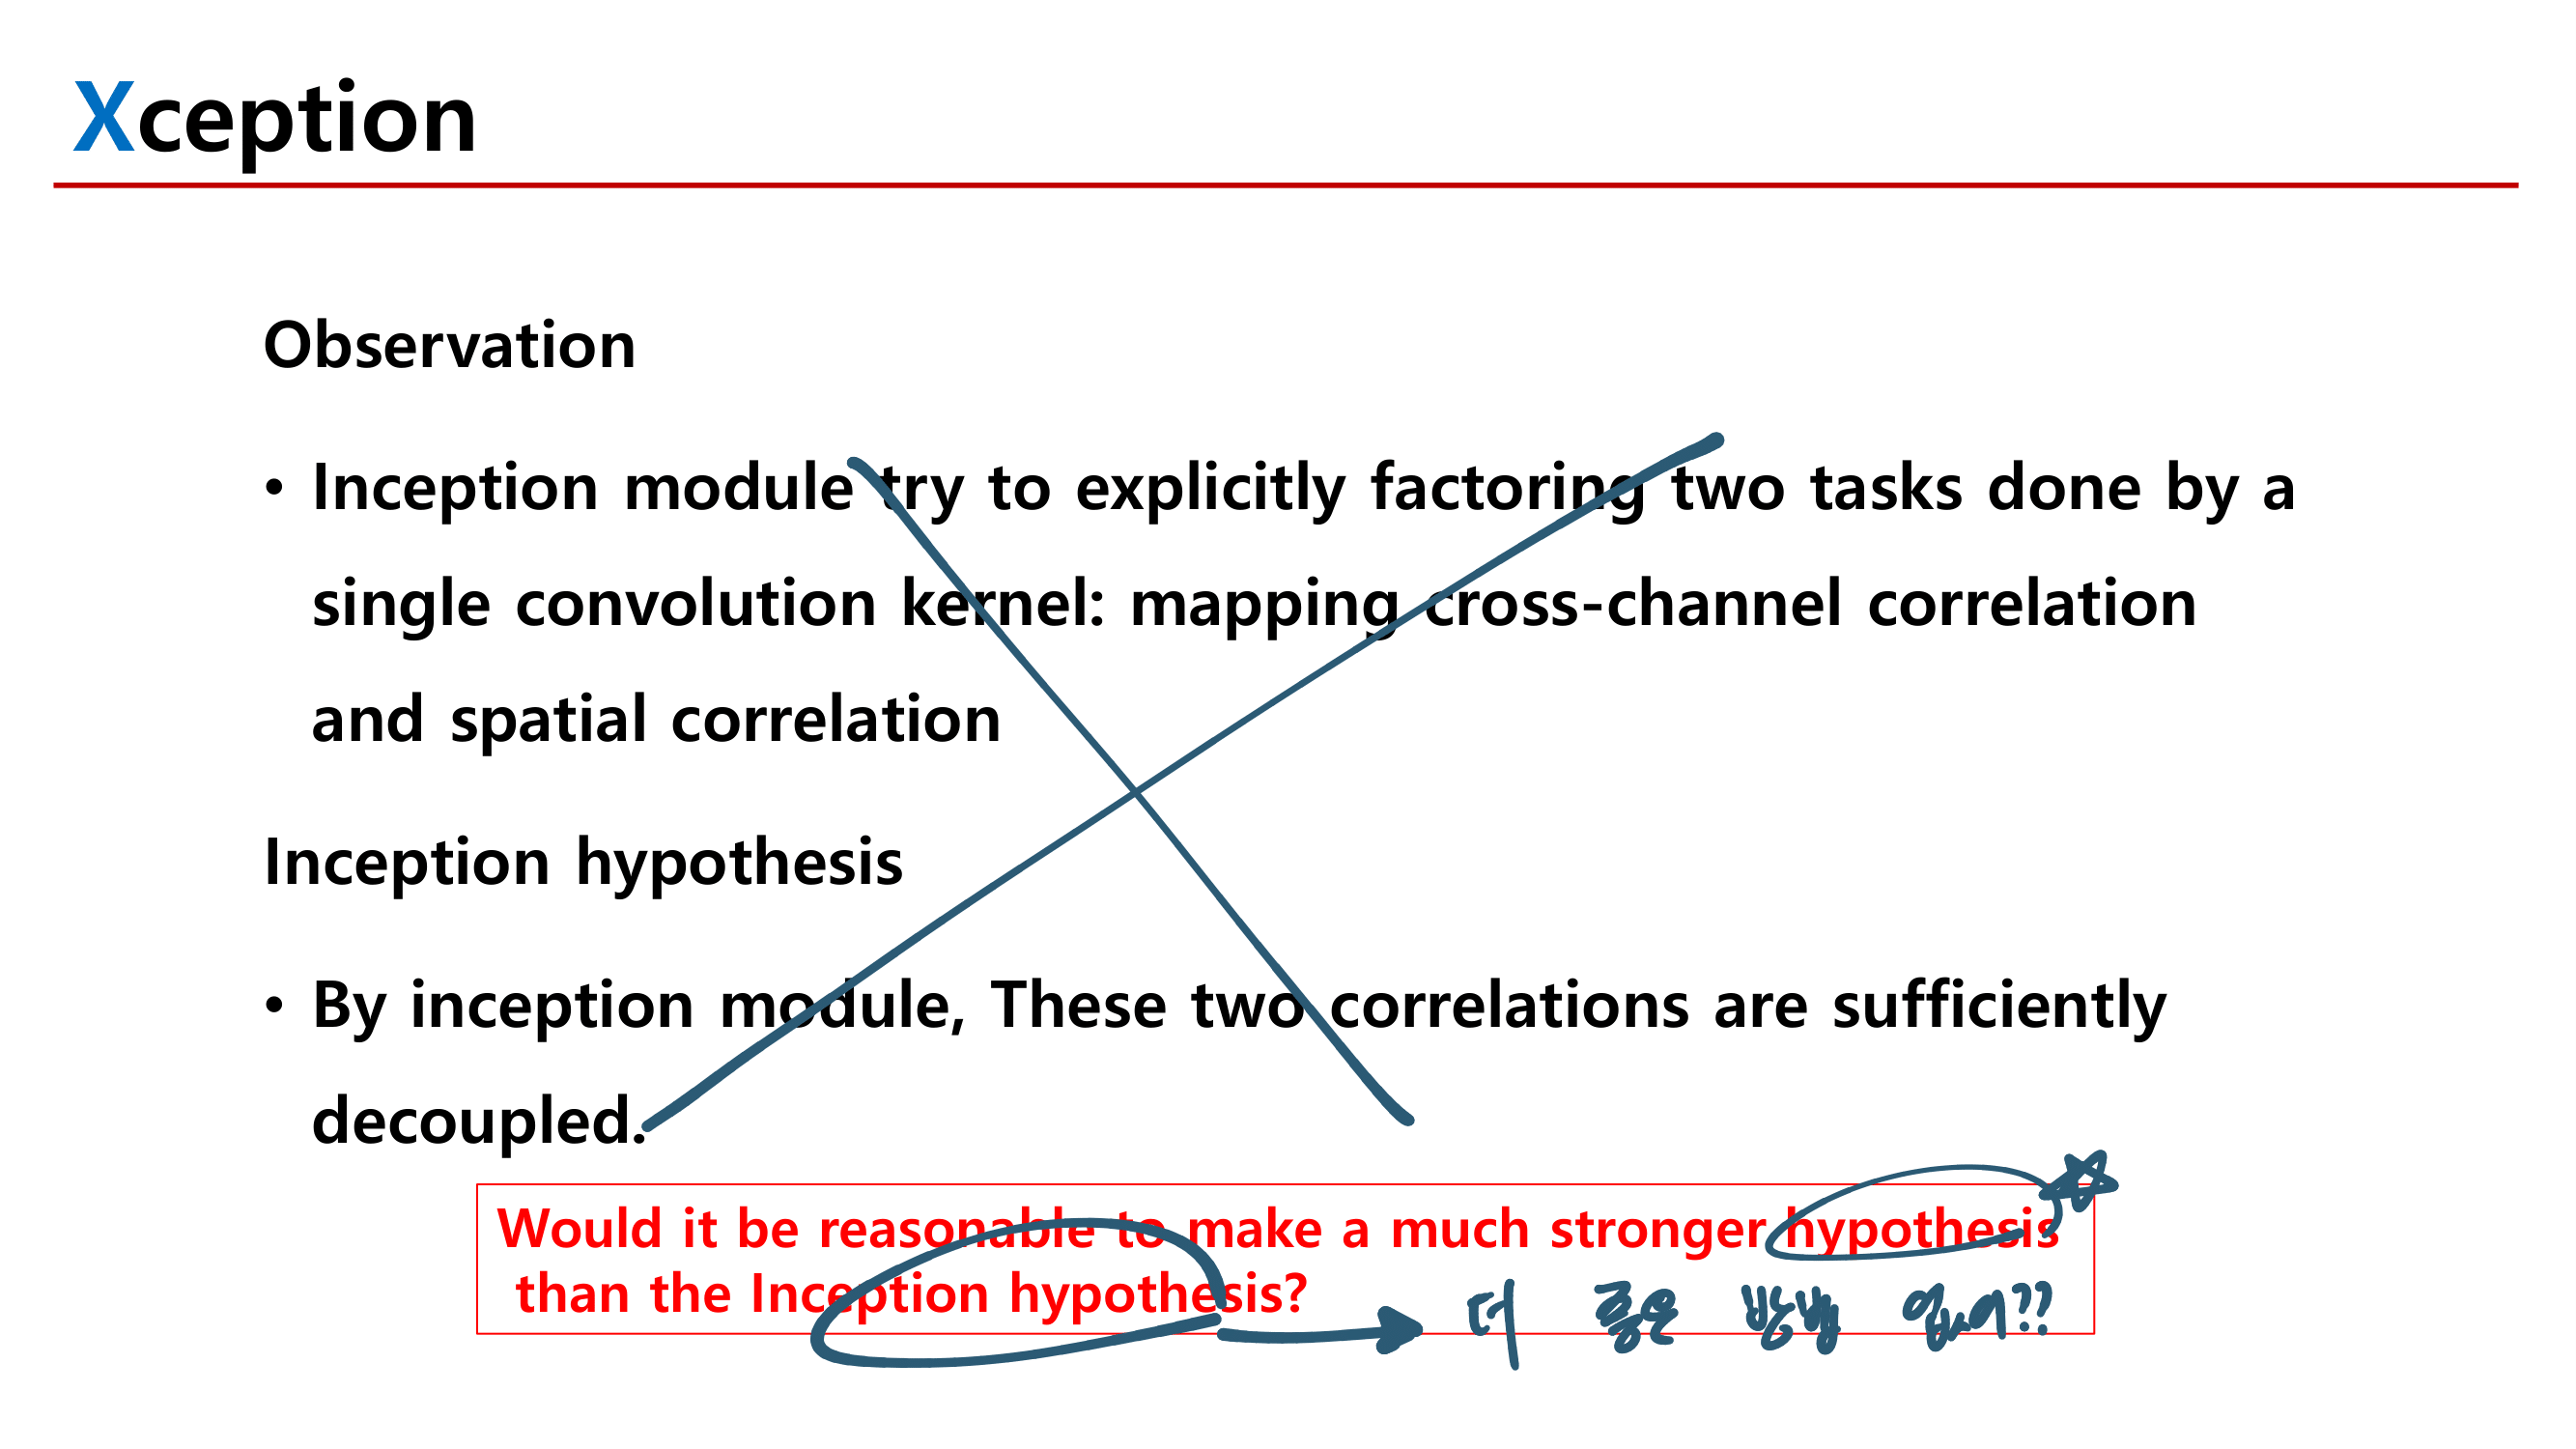 Xception
Observation
• Inception module try to explicitly factoring two tasks done by a
single convolution kernel: mapping cross-channel correlation
and spatial correlation
Inception hypothesis
• By inception module, These two correlations are sufficiently
decoupled.
Would it be reasonable to make a much stronger hypothesis
than the Inception hypothesis?
더 좋은 방법 없어??